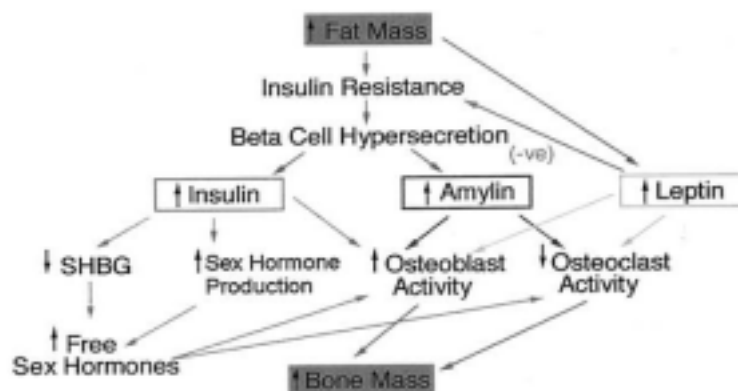 ↑ Fat Mass
Insulin Resistance
Beta Cell Hypersecretion
(-ve)
↑ Insulin
↑ Amylin
↑ Leptin
↓ SHBG
↑ Sex Hormone
Production
↑ Osteoblast
Activity
↓ Osteoclast
Activity
↑ Free
Sex Hormones
↑ Bone Mass